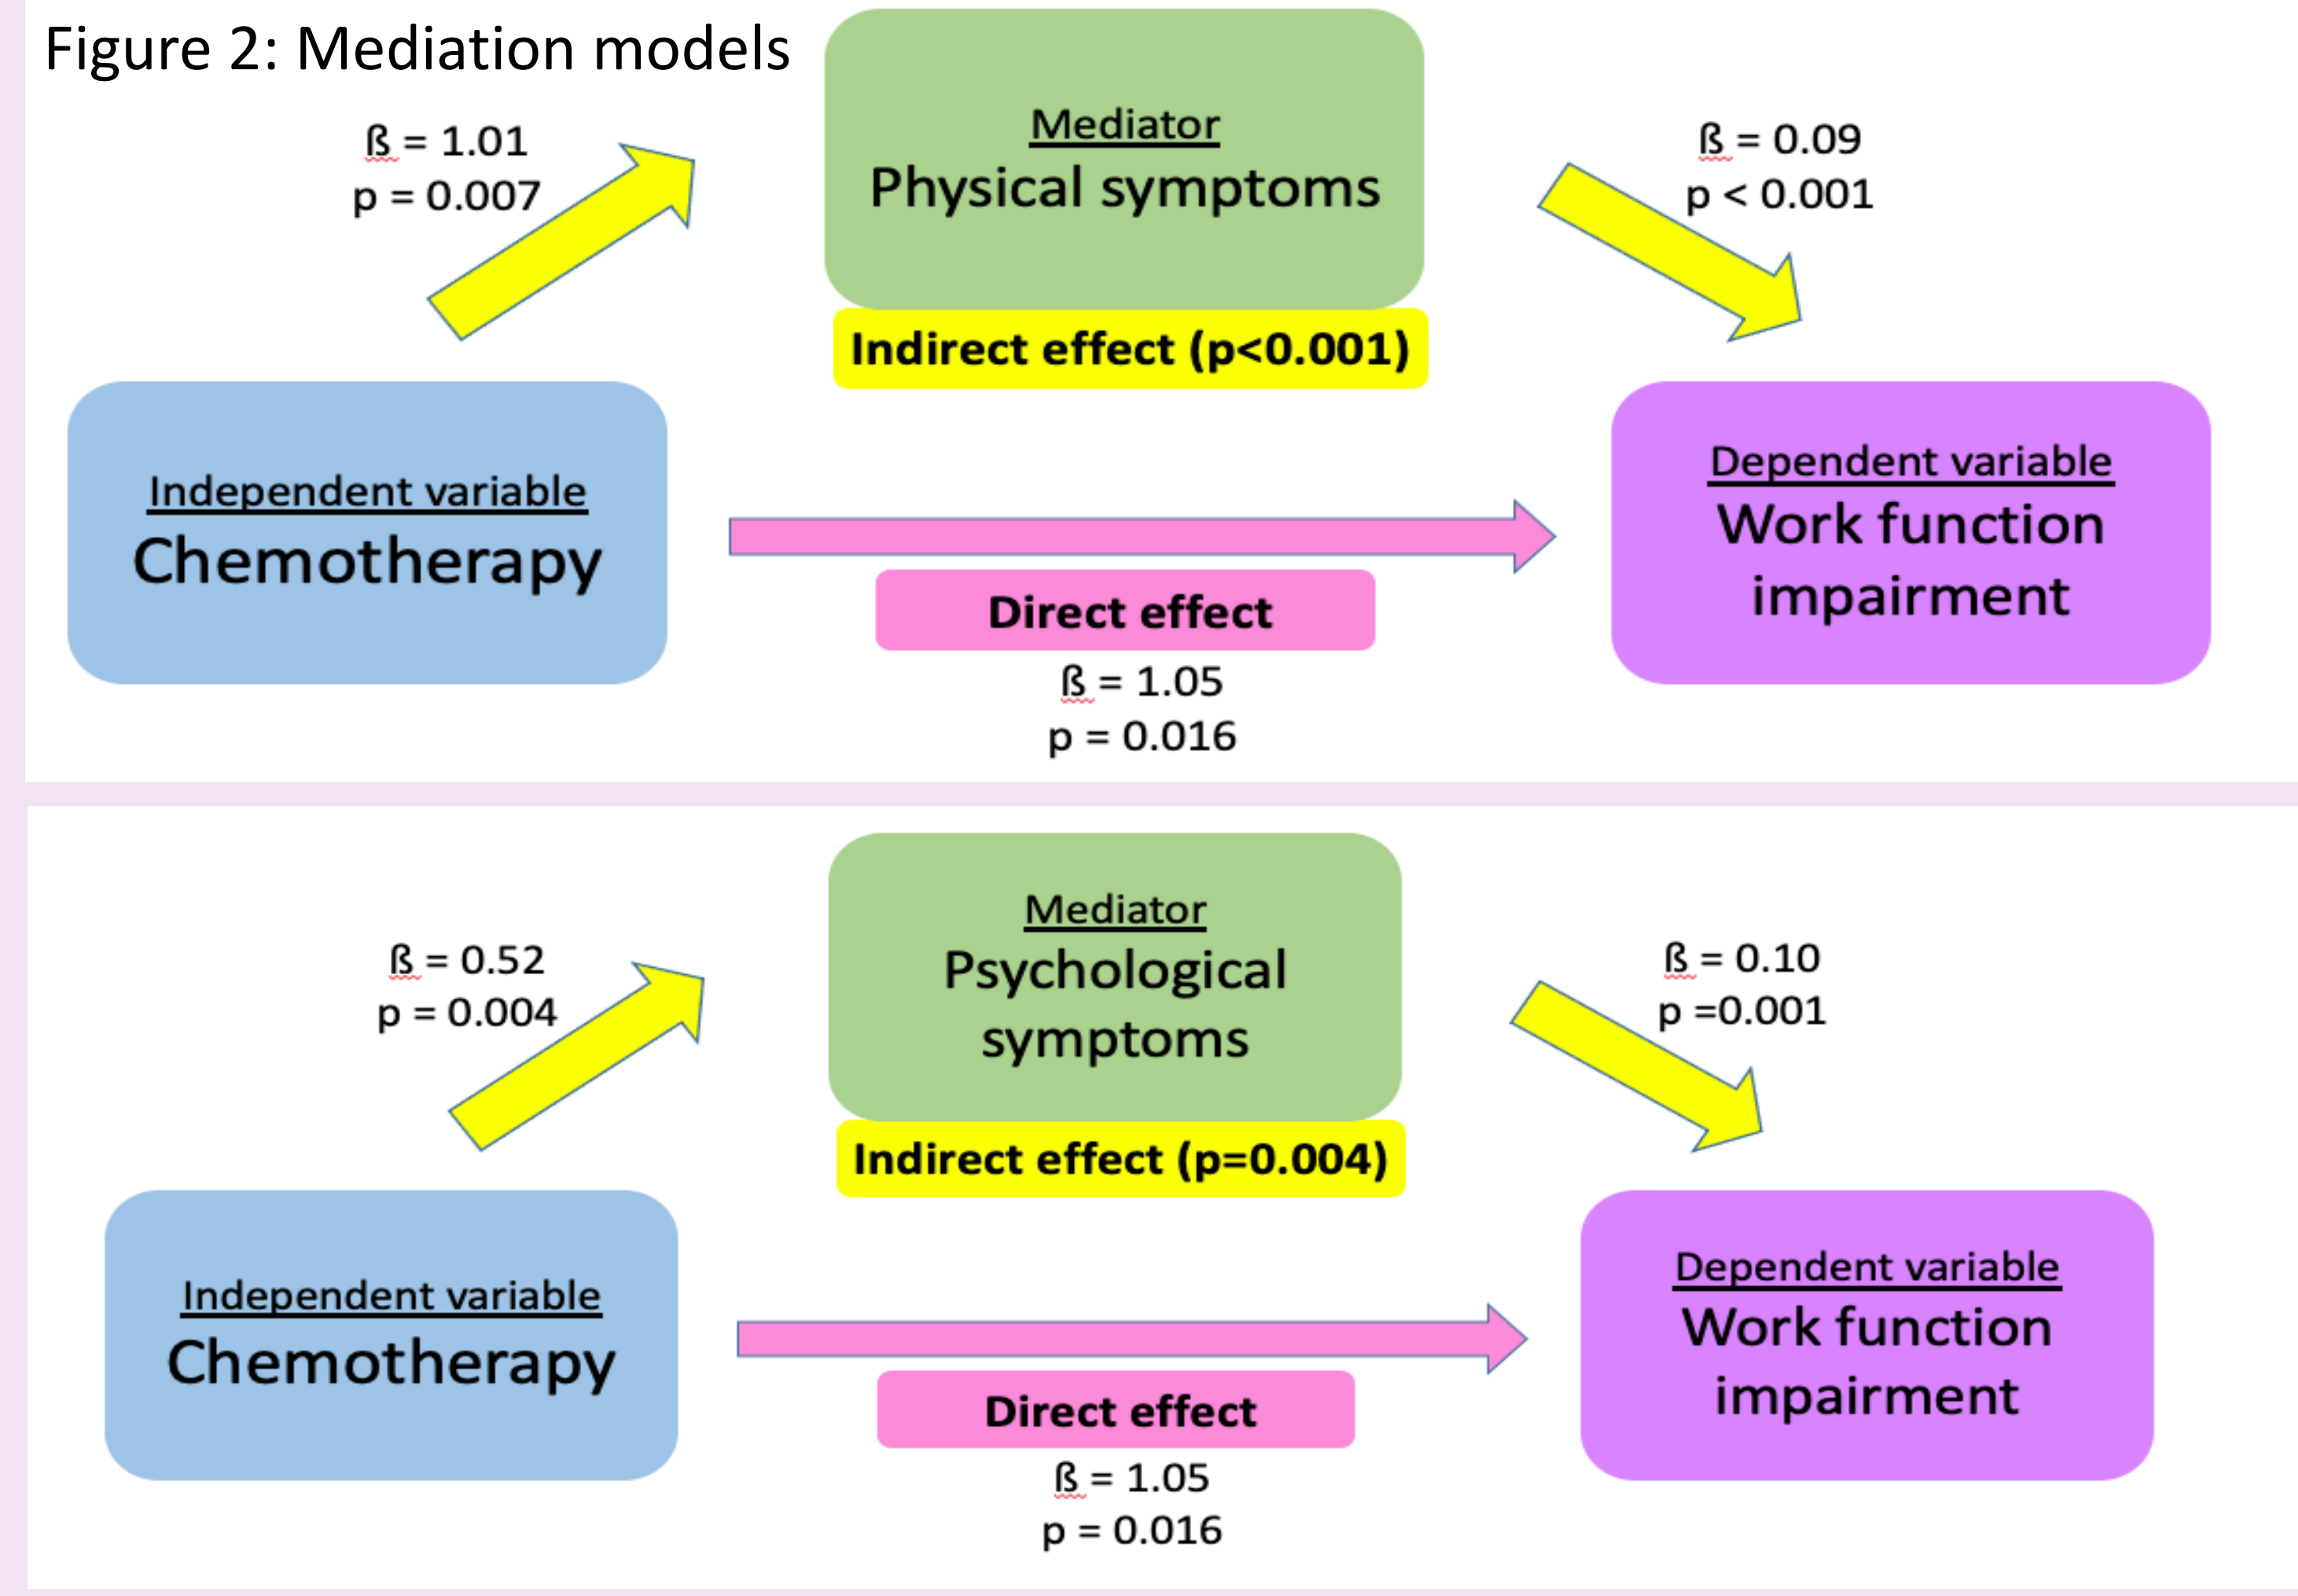 Figure 2: Mediation models
ß = 1.01
p = 0.007
Mediator
Physical symptoms
ß = 0.09
p < 0.001
Indirect effect (p<0.001)
Independent variable
Chemotherapy
Direct effect
ß = 1.05
p = 0.016
Dependent variable
Work function
impairment
ß = 0.52
p = 0.004
Mediator
Psychological
symptoms
ß = 0.10
p =0.001
Indirect effect (p=0.004)
Independent variable
Chemotherapy
Direct effect
ß = 1.05
p = 0.016
Dependent variable
Work function
impairment